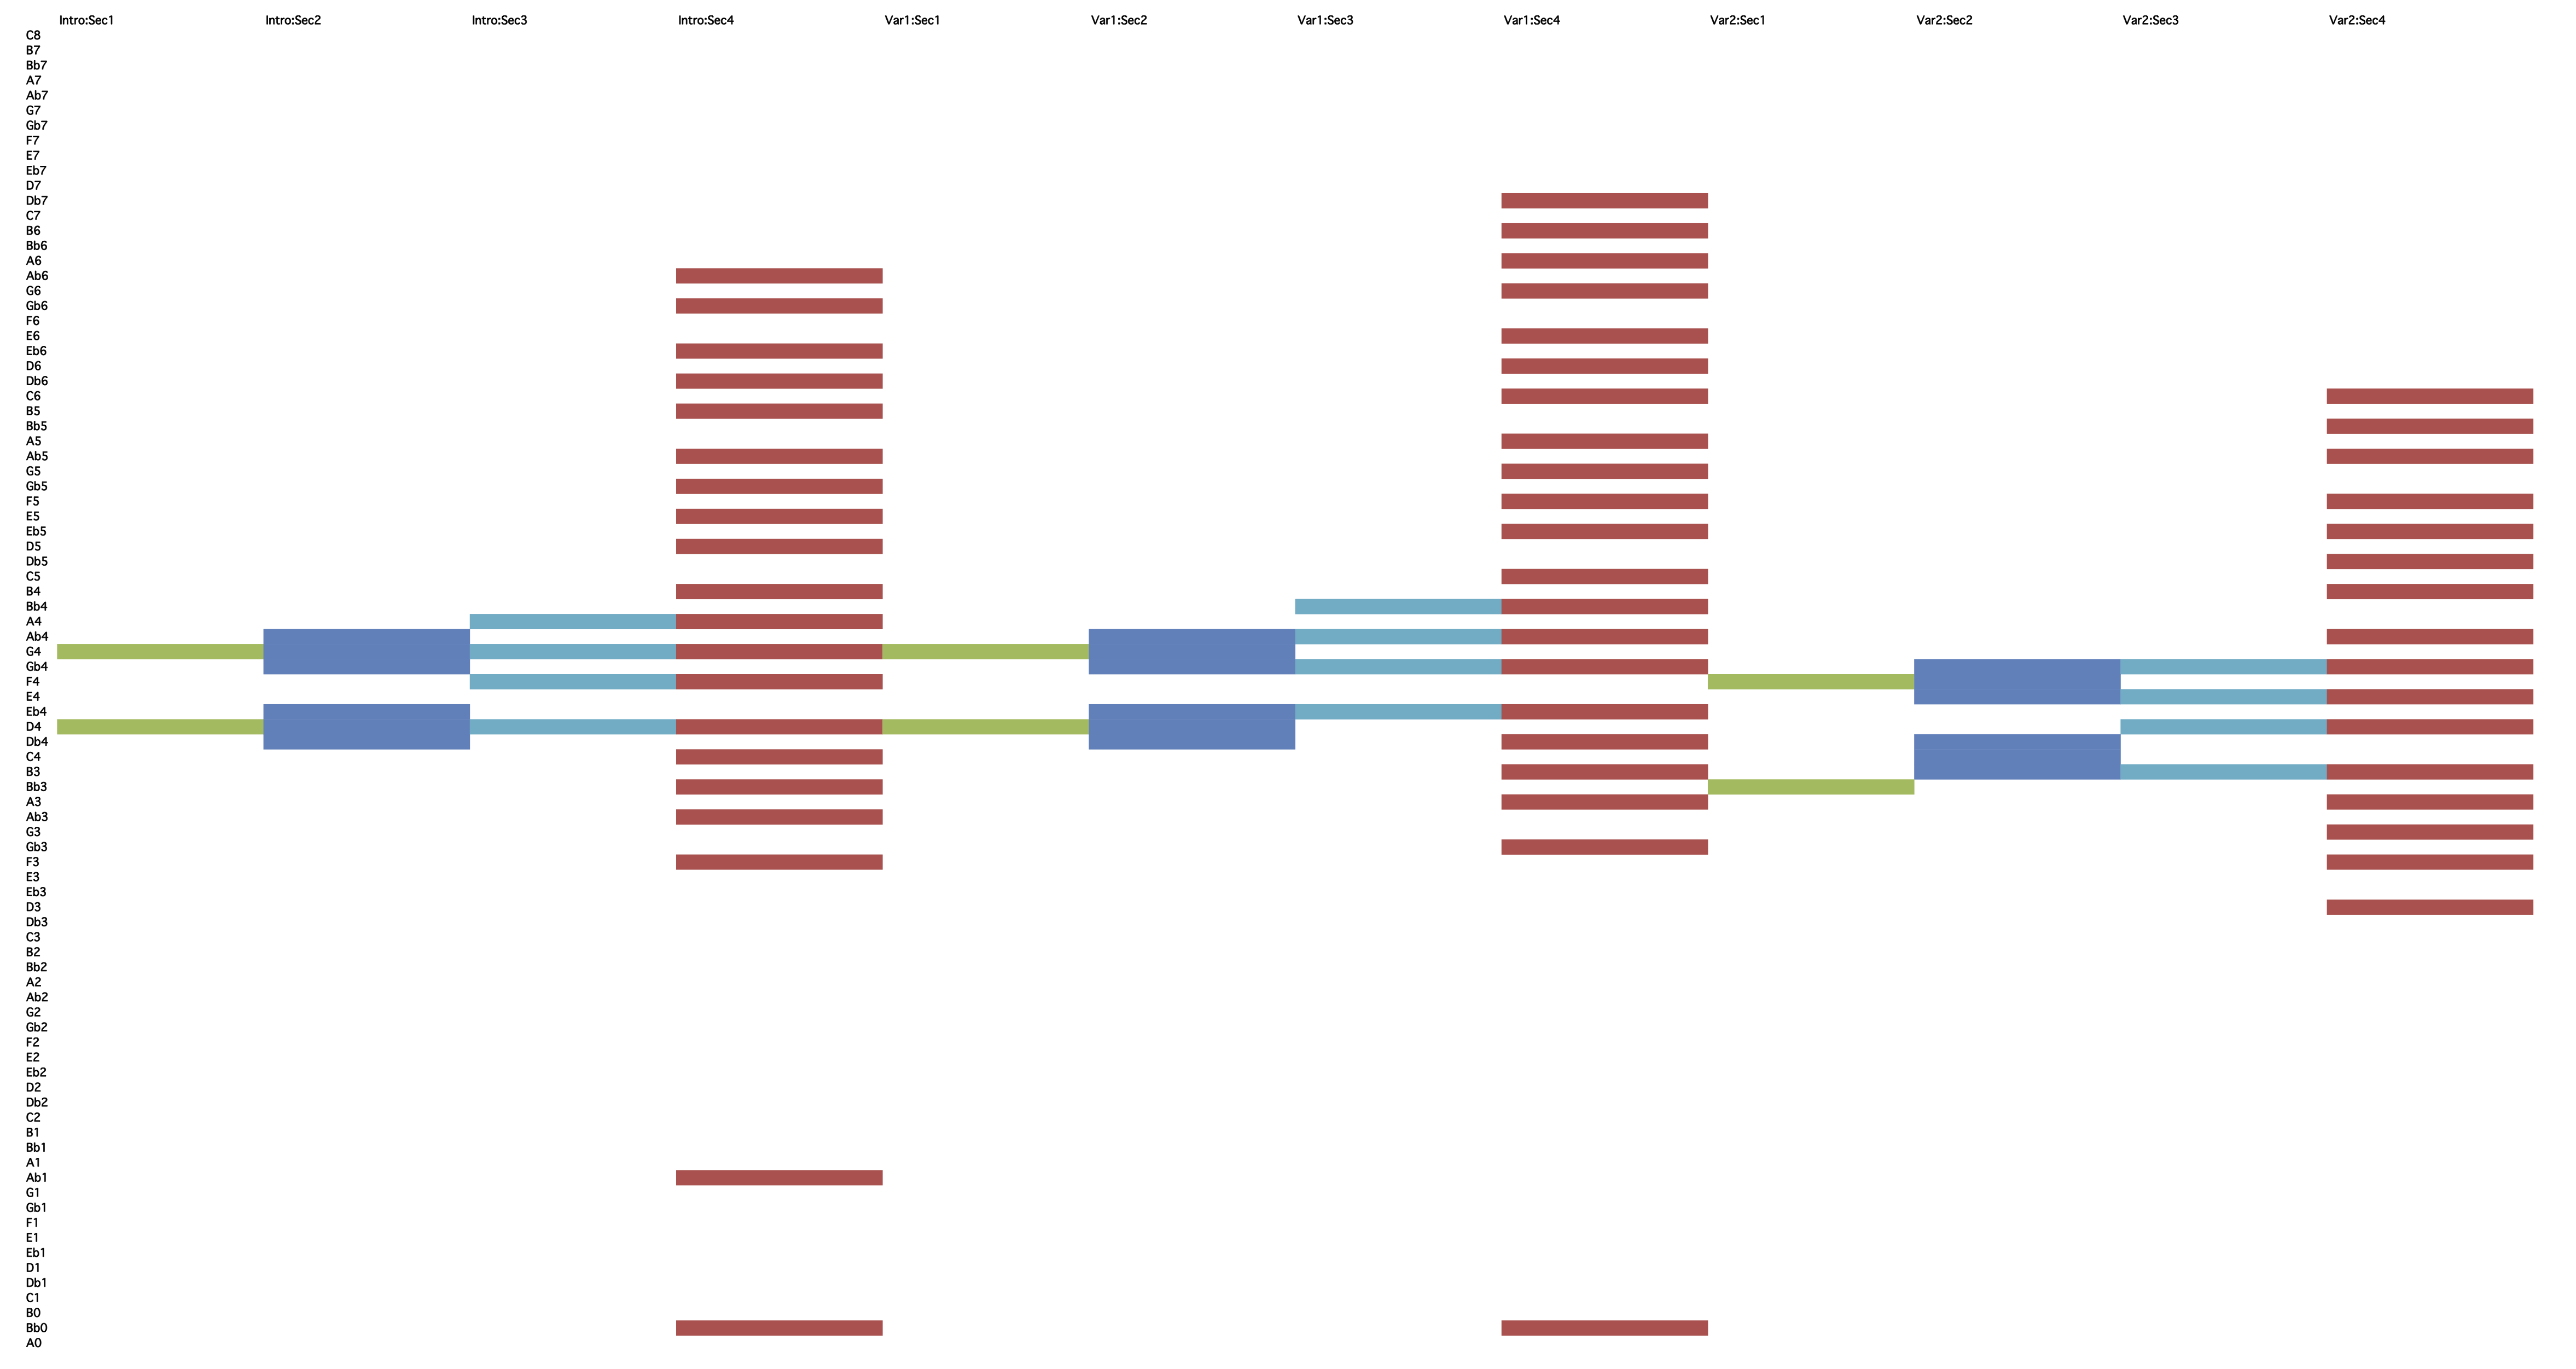 Intro:Sec1 Intro:Sec2 Intro:Sec3 Intro:Sec4 Var1:Sec1 Var1:Sec2 Var1:Sec3 Var1:Sec4 Var2:Sec1 Var2:Sec2 Var2:Sec3 Var2:Sec4
C8
B7
Bb7
A7
Ab7
G7
Gb7
F7
E7
Eb7
D7
Db7
C7
B6
Bb6
A6
Ab6
G6
Gb6
F6
E6
Eb6
D6
Db6
C6
B5
Bb5
A5
Ab5
G5
Gb5
F5
E5
Eb5
D5
Db5
C5
B4
Bb4
A4
Ab4
G4
Gb4
F4
E4
Eb4
D4
Db4
C4
B3
Bb3
A3
Ab3
G3
Gb3
F3
E3
Eb3
D3
Db3
C3
B2
Bb2
A2
Ab2
G2
Gb2
F2
E2
Eb2
D2
Db2
C2
B1
Bb1
A1
Ab1
G1
Gb1
F1
E1
Eb1
D1
Db1
C1
B0
Bb0
A0